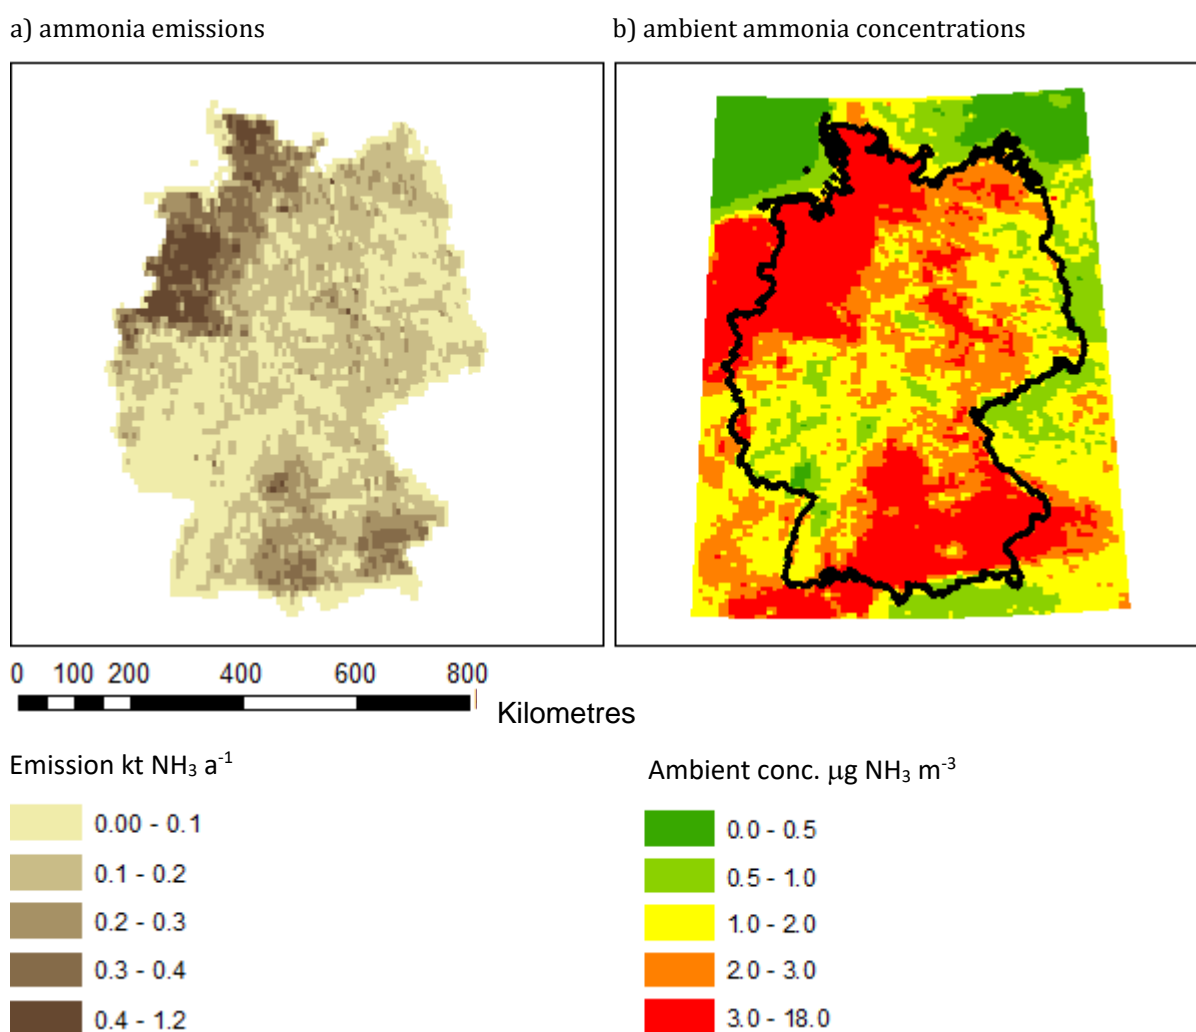 a) ammonia emissions
b) ambient ammonia concentrations
0 100 200 400 600 800
Kilometres
Emission kt NH₃ a⁻¹
0.00 - 0.1
0.1 - 0.2
0.2 - 0.3
0.3 - 0.4
0.4 - 1.2
Ambient conc. μg NH₃ m⁻³
0.0 - 0.5
0.5 - 1.0
1.0 - 2.0
2.0 - 3.0
3.0 - 18.0